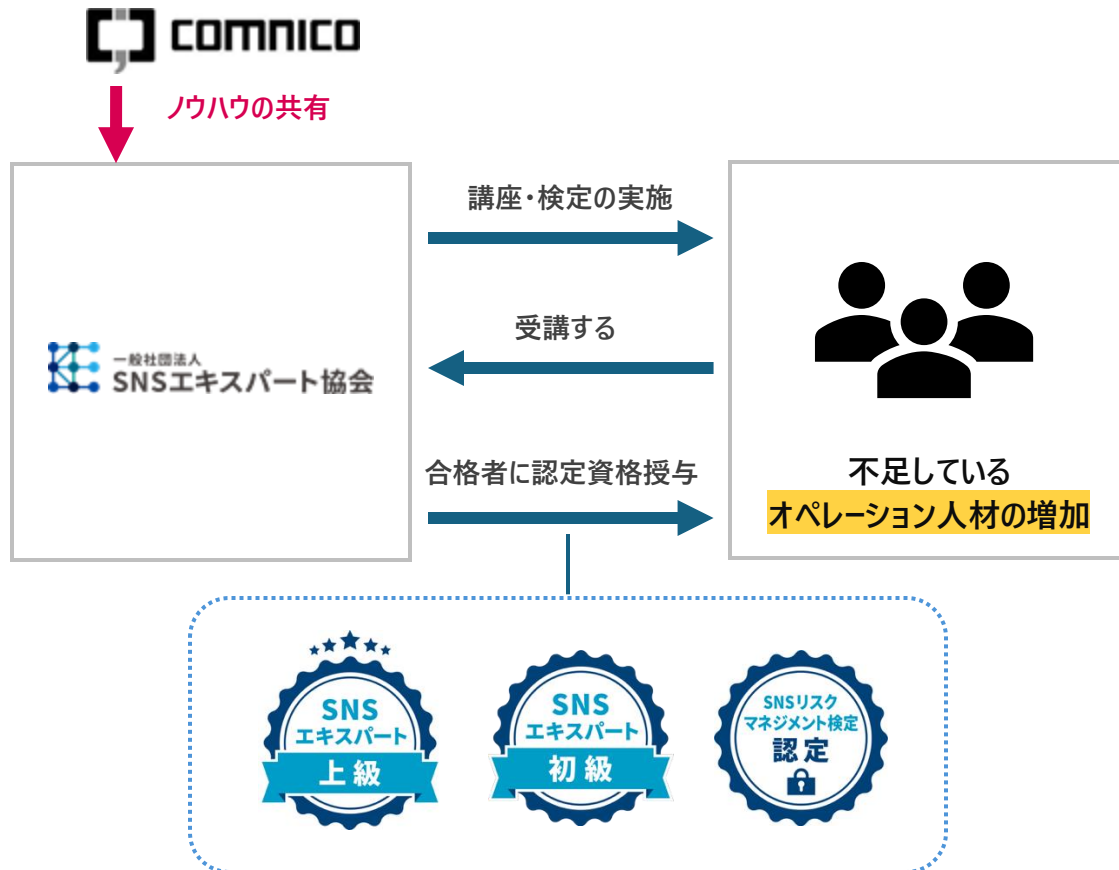 comnico
ノウハウの共有
講座・検定の実施
受講する
一般社団法人
SNSエキスパート協会
合格者に認定資格授与
不足している
オペレーション人材の増加
SNS
エキスパート
上級
SNS
エキスパート
初級
SNSリスク
マネジメント検定
認定